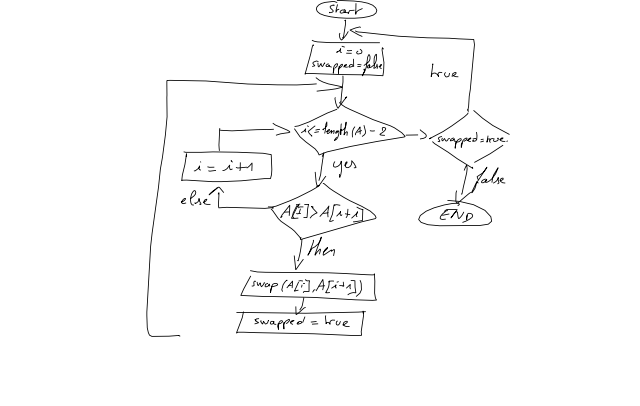 Start
i=0
swapped=false
true
i<=length(A)-2
swapped=true
yes
i = i+1
false
else
A[i]>A[i+1]
END
then
swap (A[i],A[i+1])
swapped = true